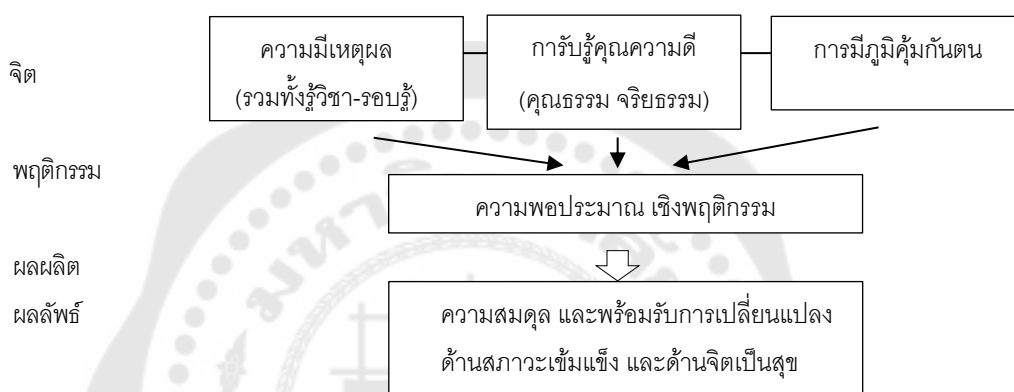 จิต
ความมีเหตุผล
(รวมทั้งรู้วิชา-รอบรู้)
การับรู้คุณความดี
(คุณธรรม จริยธรรม)
การมีภูมิคุ้มกันตน
พฤติกรรม
ความพอประมาณ เชิงพฤติกรรม
ผลผลิต
ผลลัพธ์
ความสมดุล และพร้อมรับการเปลี่ยนแปลง
ด้านสภาวะเข้มแข็ง และด้านจิตเป็นสุข